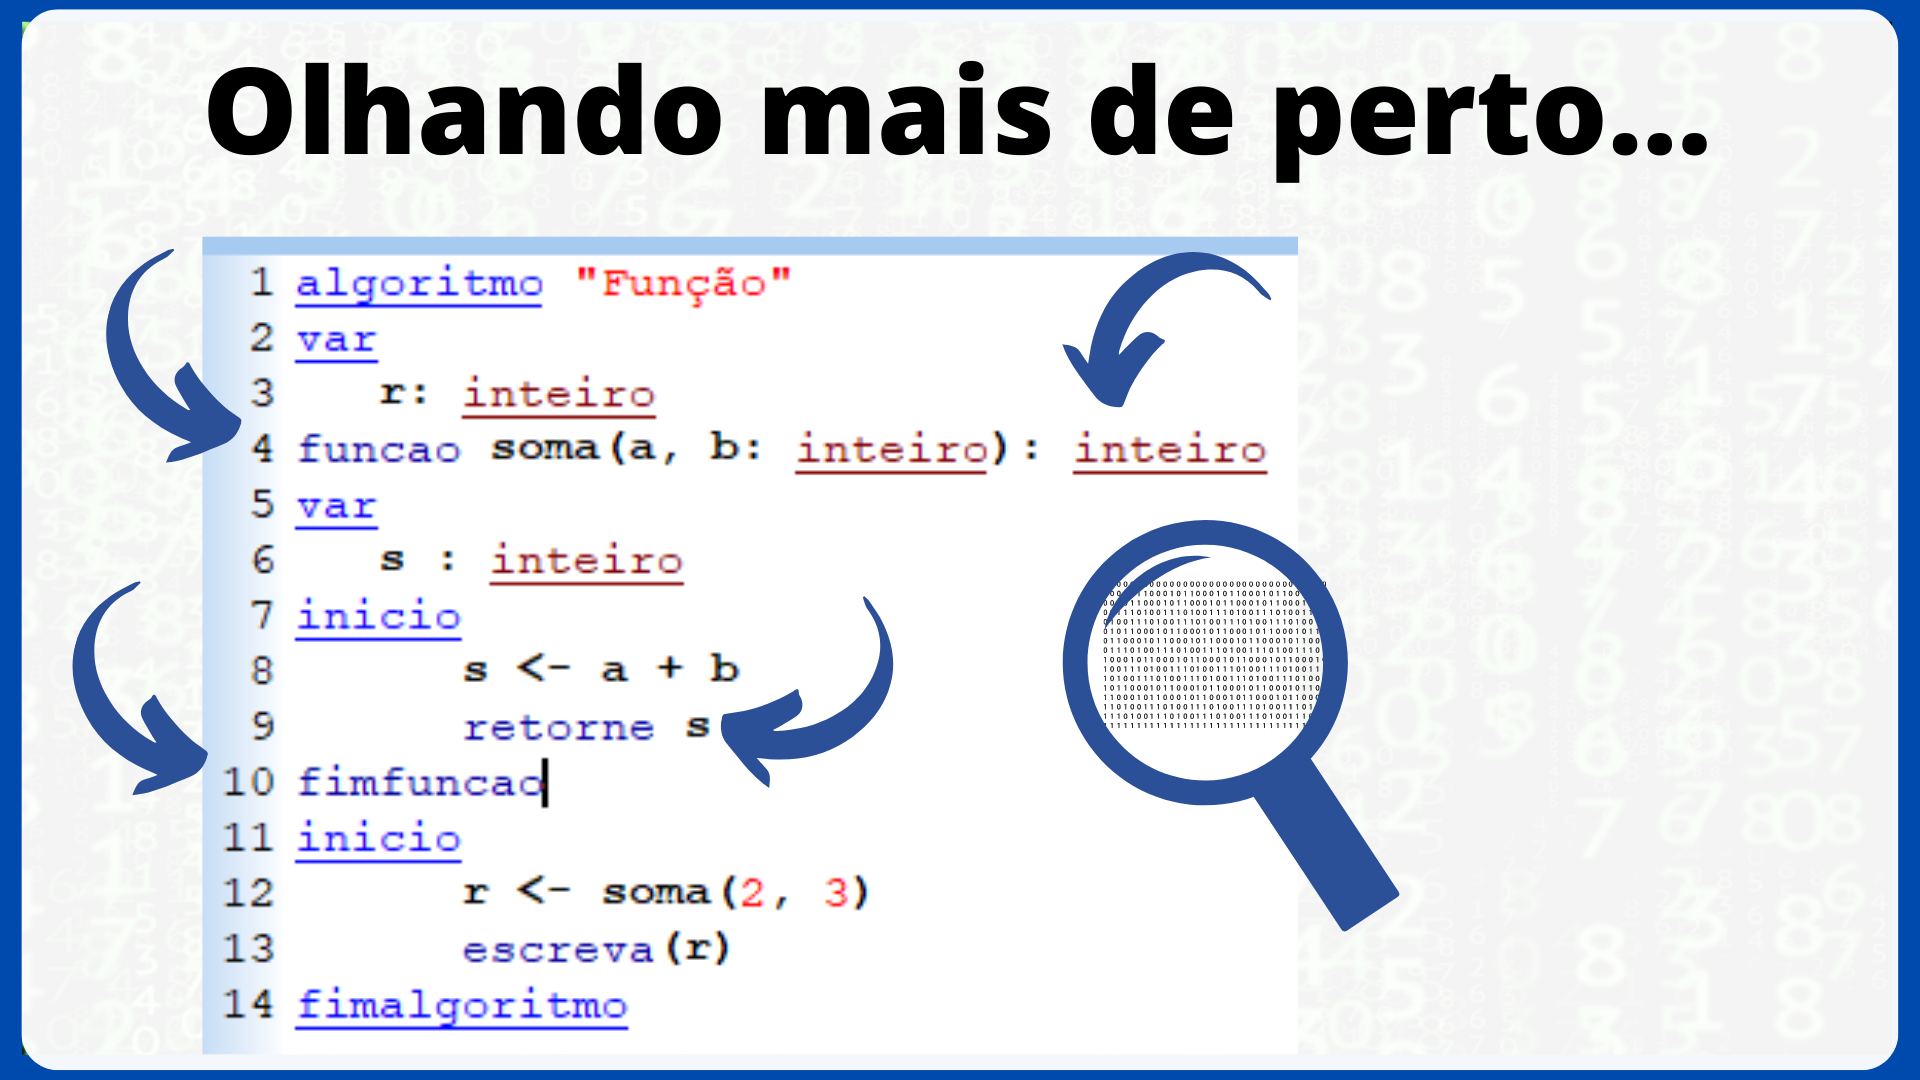 Olhando mais de perto...
1 algoritmo "Função"
2 var
3 r: inteiro
4 funcao soma(a, b: inteiro): inteiro
5 var
6 s : inteiro
7 inicio
8 s <- a + b
9 retorne s
10 fimfuncao
11 inicio
12 r <- soma(2, 3)
13 escreva(r)
14 fimalgoritmo